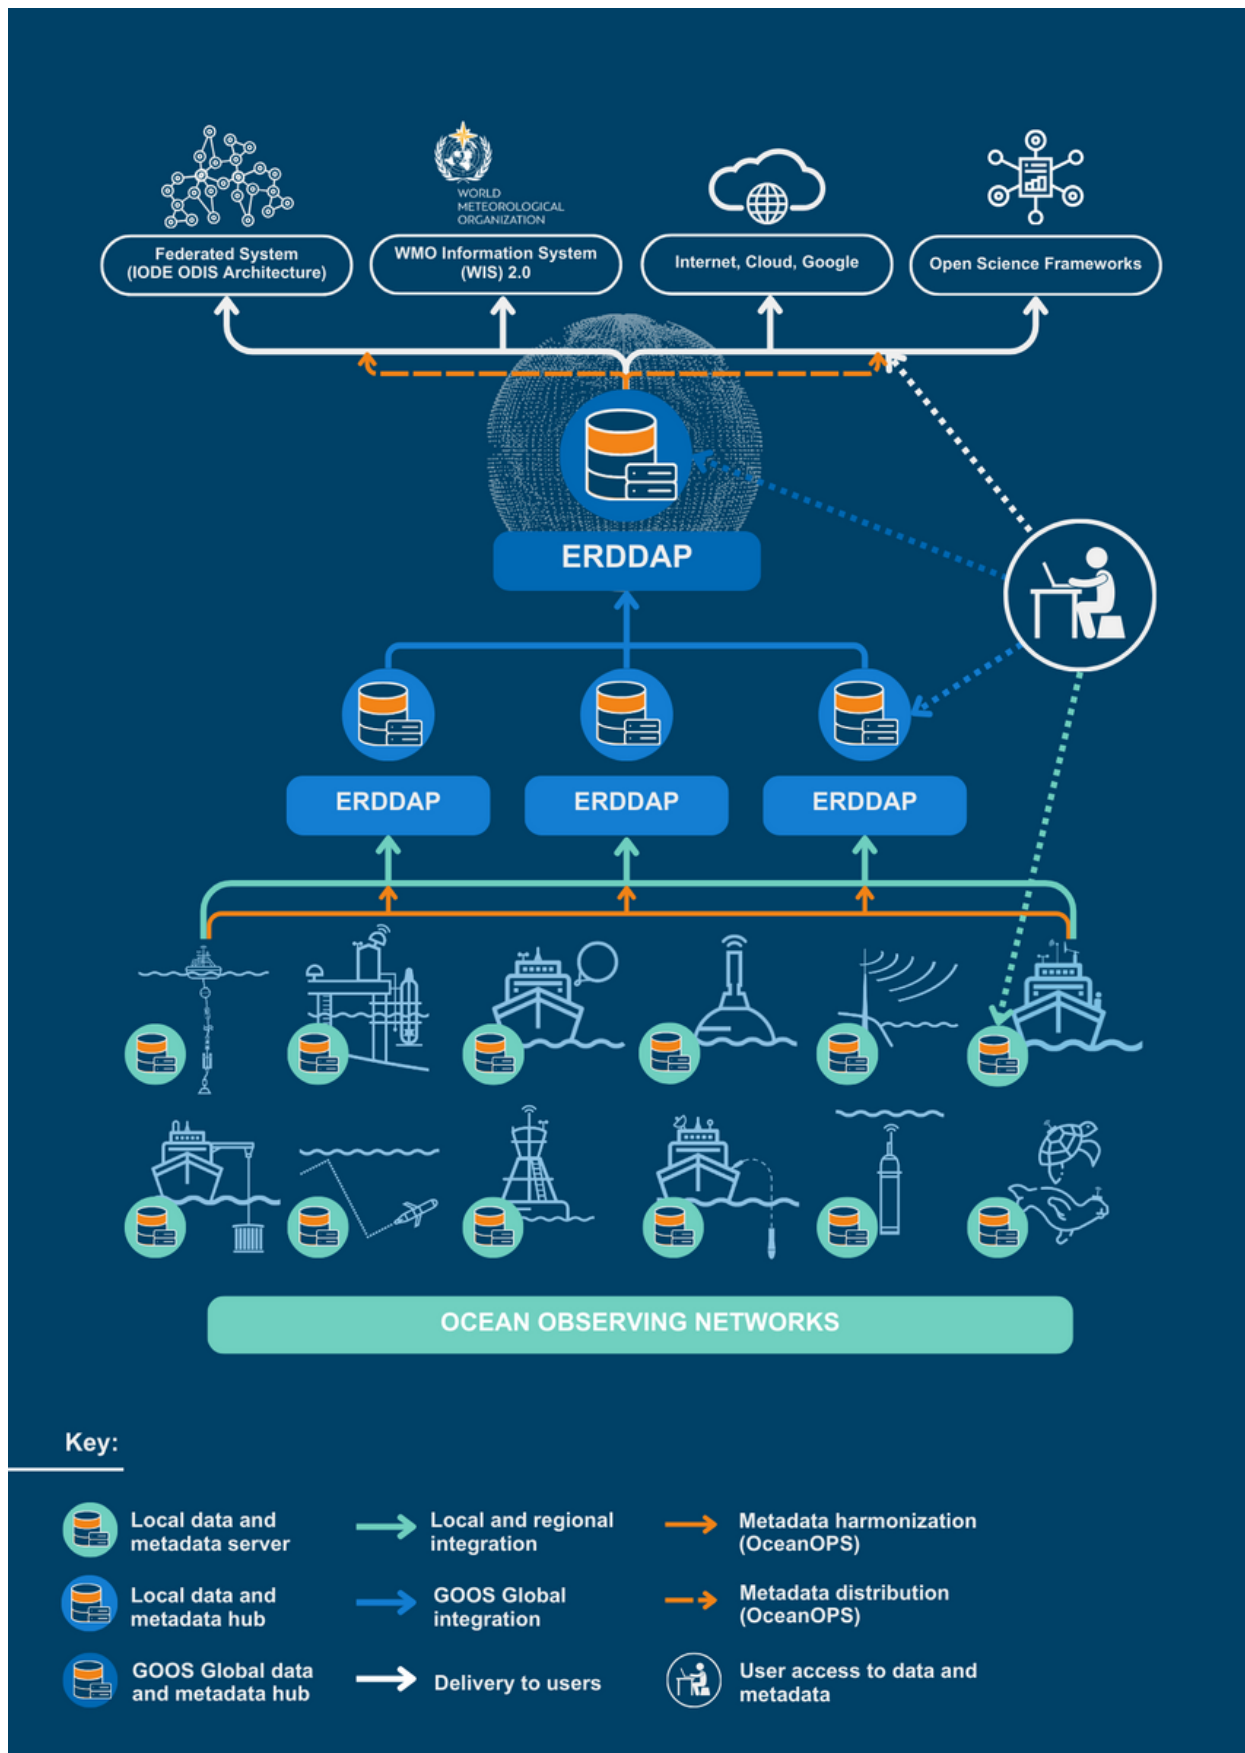 WORLD
METEOROLOGICAL
ORGANIZATION
Federated System
(IODE ODIS Architecture)
WMO Information System
(WIS) 2.0
Internet, Cloud, Google
Open Science Frameworks
ERDDAP
ERDDAP
ERDDAP
ERDDAP
OCEAN OBSERVING NETWORKS
Key:
Local data and
metadata server
Local and regional
integration
Metadata harmonization
(OceanOPS)
Local data and
metadata hub
GOOS Global
integration
Metadata distribution
(OceanOPS)
GOOS Global data
and metadata hub
Delivery to users
User access to data and
metadata